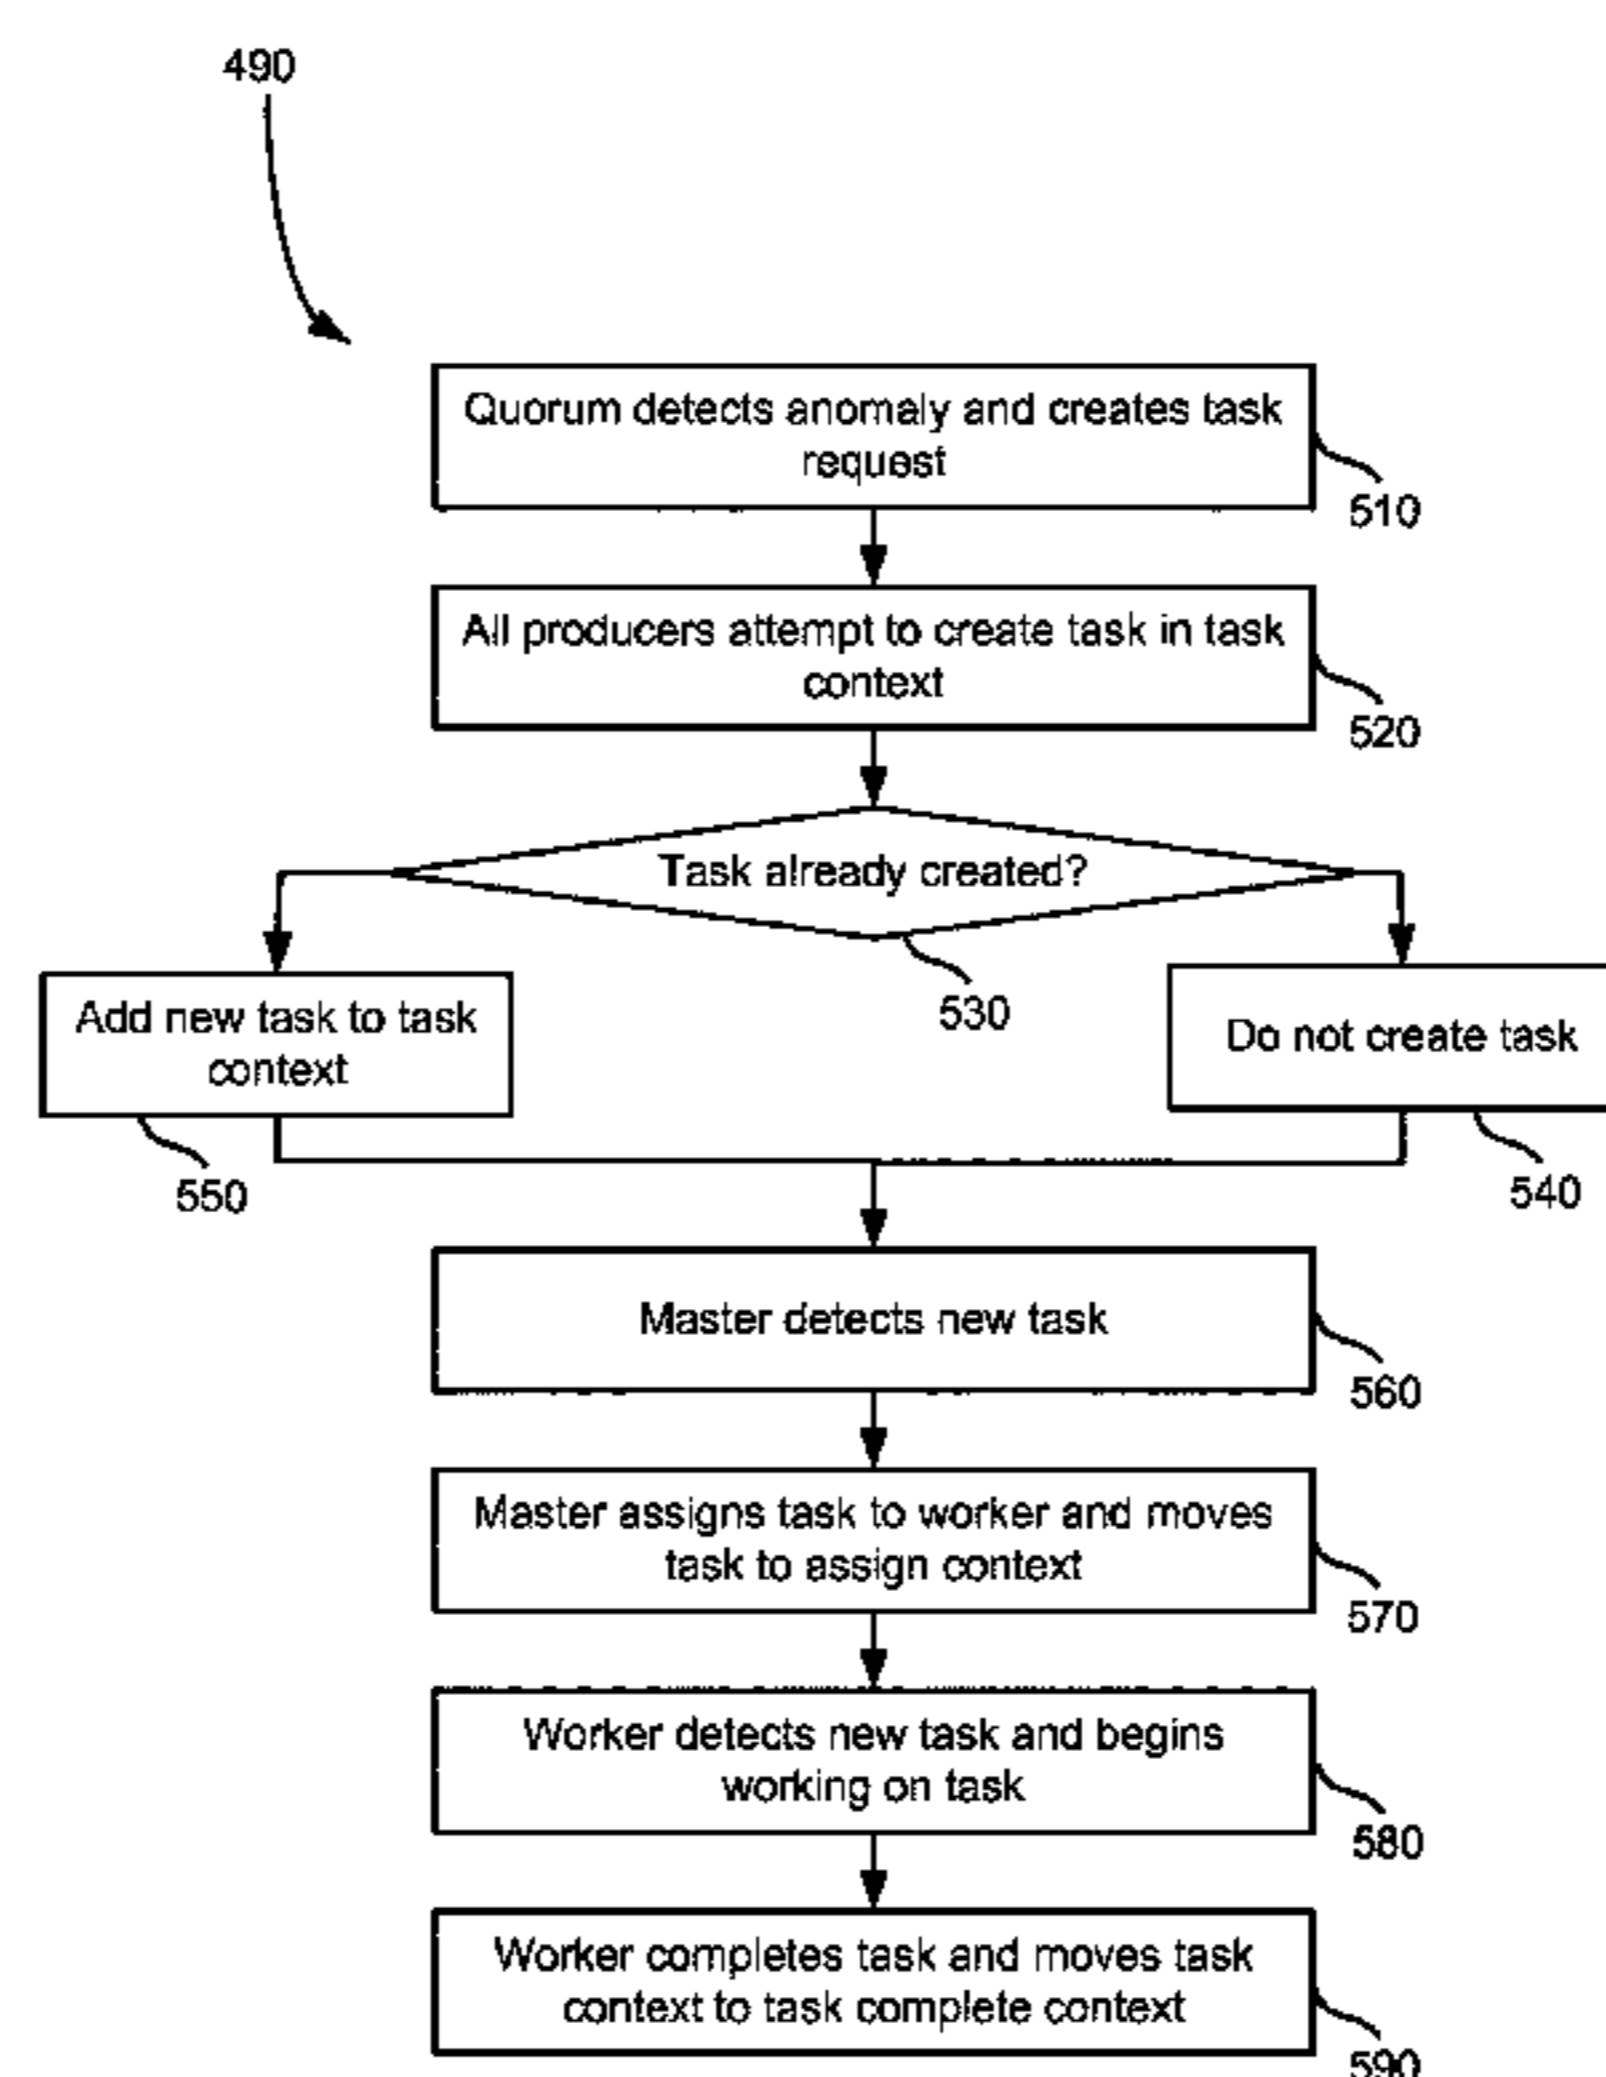 490
Quorum detects anomaly and creates task
request
510
All producers attempt to create task in task
context
520
Task already created?
530
Add new task to task
context
550
Do not create task
540
Master detects new task
560
Master assigns task to worker and moves
task to assign context
570
Worker detects new task and begins
working on task
580
Worker completes task and moves task
context to task complete context
590